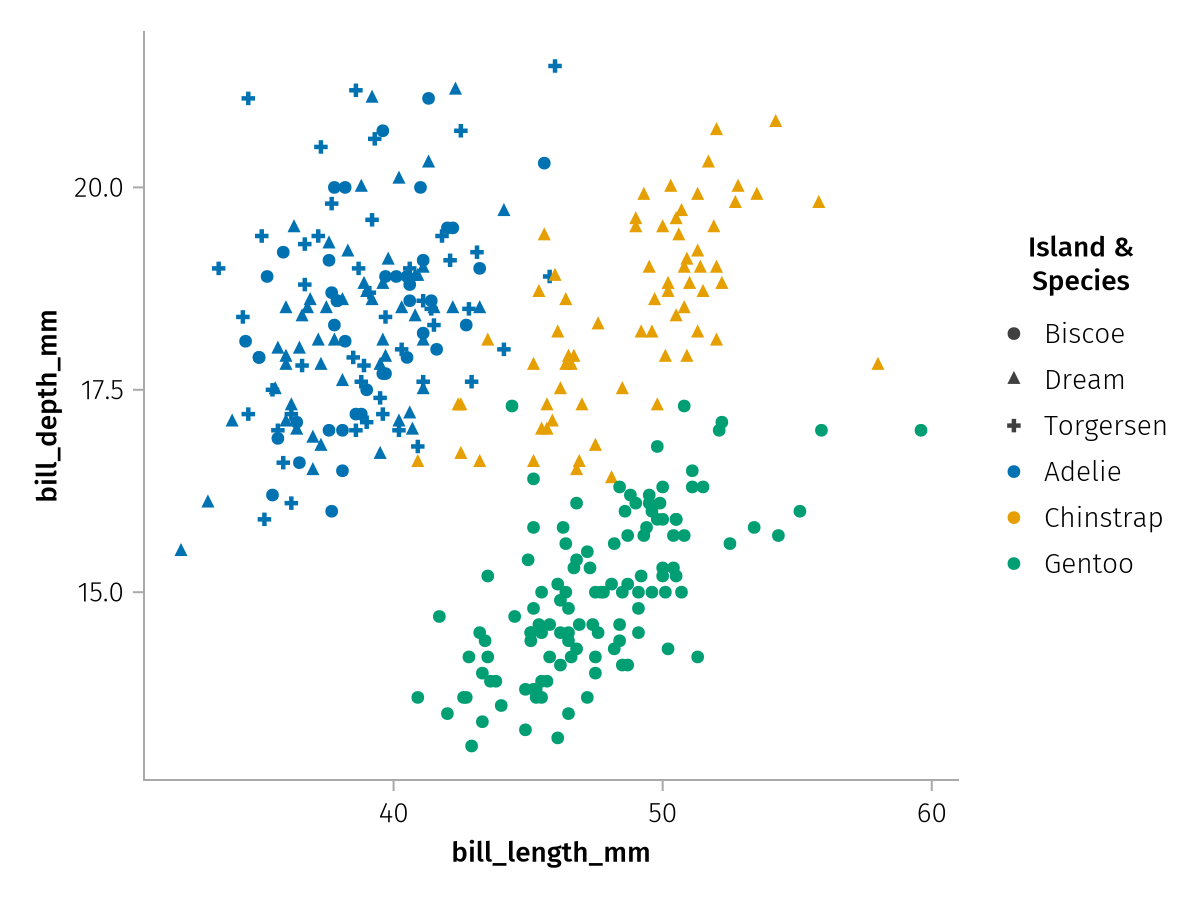 20.0
17.5
15.0
bill_depth_mm
40
50
60
bill_length_mm
Island &
Species
Biscoe
Dream
Torgersen
Adelie
Chinstrap
Gentoo